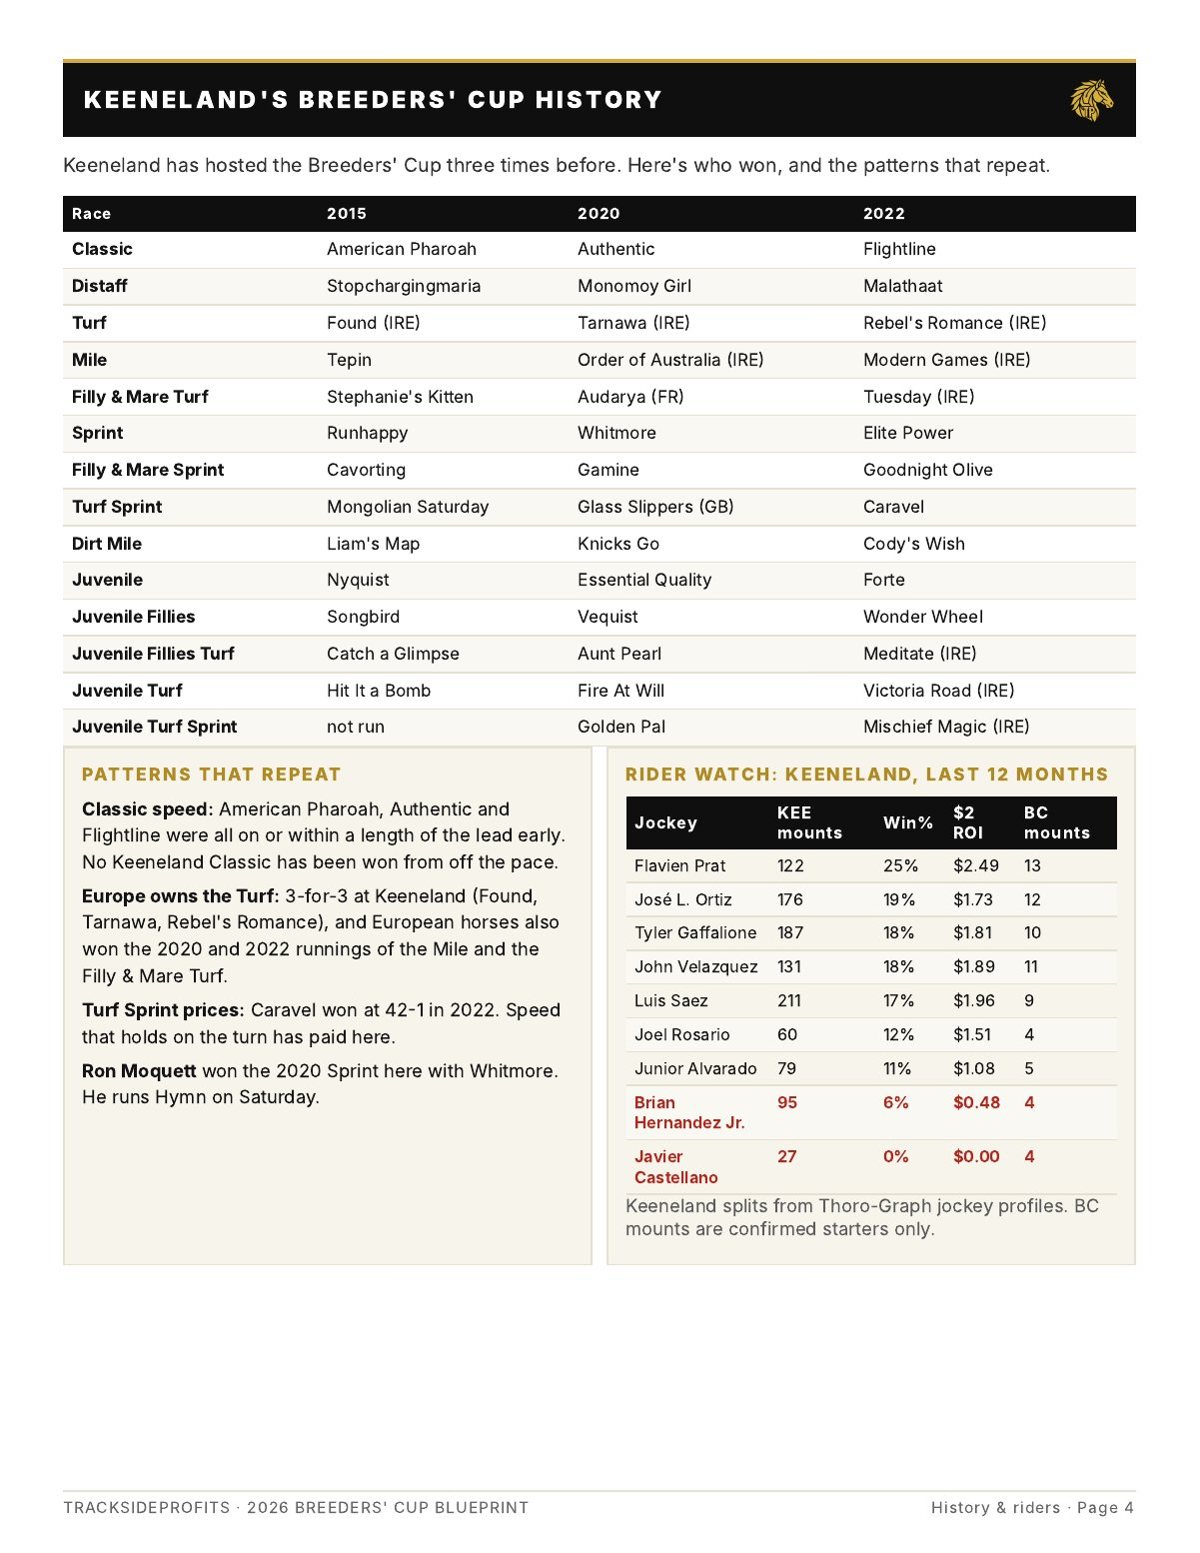 KEENELAND'S BREEDERS' CUP HISTORY
Keeneland has hosted the Breeders' Cup three times before. Here's who won, and the patterns that repeat.
Race 2015 2020 2022
Classic American Pharoah Authentic Flightline
Distaff Stopchargingmaria Monomoy Girl Malathaat
Turf Found (IRE) Tarnawa (IRE) Rebel's Romance (IRE)
Mile Tepin Order of Australia (IRE) Modern Games (IRE)
Filly & Mare Turf Stephanie's Kitten Audarya (FR) Tuesday (IRE)
Sprint Runhappy Whitmore Elite Power
Filly & Mare Sprint Cavorting Gamine Goodnight Olive
Turf Sprint Mongolian Saturday Glass Slippers (GB) Caravel
Dirt Mile Liam's Map Knicks Go Cody's Wish
Juvenile Nyquist Essential Quality Forte
Juvenile Fillies Songbird Vequist Wonder Wheel
Juvenile Fillies Turf Catch a Glimpse Aunt Pearl Meditate (IRE)
Juvenile Turf Hit It a Bomb Fire At Will Victoria Road (IRE)
Juvenile Turf Sprint not run Golden Pal Mischief Magic (IRE)
PATTERNS THAT REPEAT
Classic speed: American Pharoah, Authentic and
Flightline were all on or within a length of the lead early.
No Keeneland Classic has been won from off the pace.
Europe owns the Turf: 3-for-3 at Keeneland (Found,
Tarnawa, Rebel's Romance), and European horses also
won the 2020 and 2022 runnings of the Mile and the
Filly & Mare Turf.
Turf Sprint prices: Caravel won at 42-1 in 2022. Speed
that holds on the turn has paid here.
Ron Moquett won the 2020 Sprint here with Whitmore.
He runs Hymn on Saturday.
RIDER WATCH: KEENELAND, LAST 12 MONTHS
Jockey KEE mounts Win% $2 ROI BC mounts
Flavien Prat 122 25% $2.49 13
José L. Ortiz 176 19% $1.73 12
Tyler Gaffalione 187 18% $1.81 10
John Velazquez 131 18% $1.89 11
Luis Saez 211 17% $1.96 9
Joel Rosario 60 12% $1.51 4
Junior Alvarado 79 11% $1.08 5
Brian Hernandez Jr. 95 6% $0.48 4
Javier Castellano 27 0% $0.00 4
Keeneland splits from Thoro-Graph jockey profiles. BC
mounts are confirmed starters only.
TRACKSIDEPROFITS · 2026 BREEDERS' CUP BLUEPRINT
History & riders · Page 4